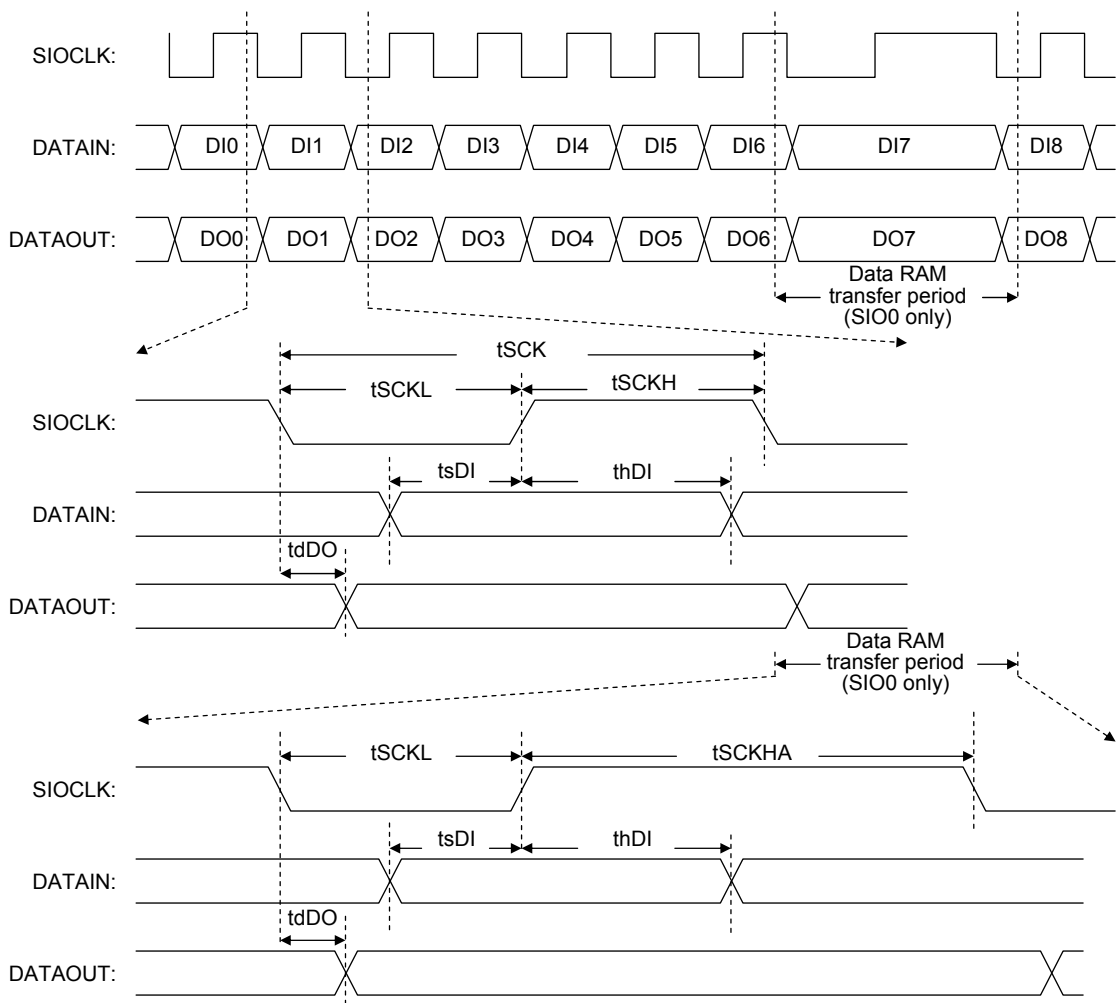 SIOCLK:
DATAIN: DI0 DI1 DI2 DI3 DI4 DI5 DI6 DI7 DI8
DATAOUT: DO0 DO1 DO2 DO3 DO4 DO5 DO6 DO7 DO8
Data RAM
transfer period
(SIO0 only)
tSCK
tSCKL tSCKH
SIOCLK:
tsDI thDI
DATAIN:
tdDO
DATAOUT:
Data RAM
transfer period
(SIO0 only)
tSCKL tSCKHA
SIOCLK:
tsDI thDI
DATAIN:
tdDO
DATAOUT: